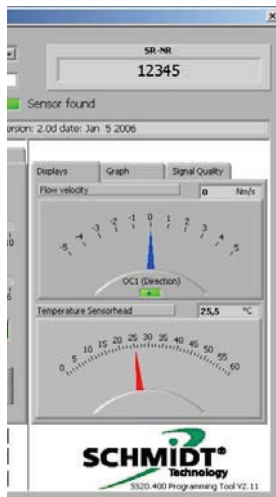 SR-NR
12345
Sensor found
ersion: 2.0d date: Jan 5 2006
Displays Graph Signal Quality
Flow velocity 0 Nm/s
-5 -4 -3 -2 -1 0 1 2 3 4 5
OC1 (Direction)
+
Temperature Sensorhead 25,5 °C
0 5 10 15 20 25 30 35 40 45 50 55 60
SCHMIDT®
Technology
SS20.400 Programming Tool V2.11